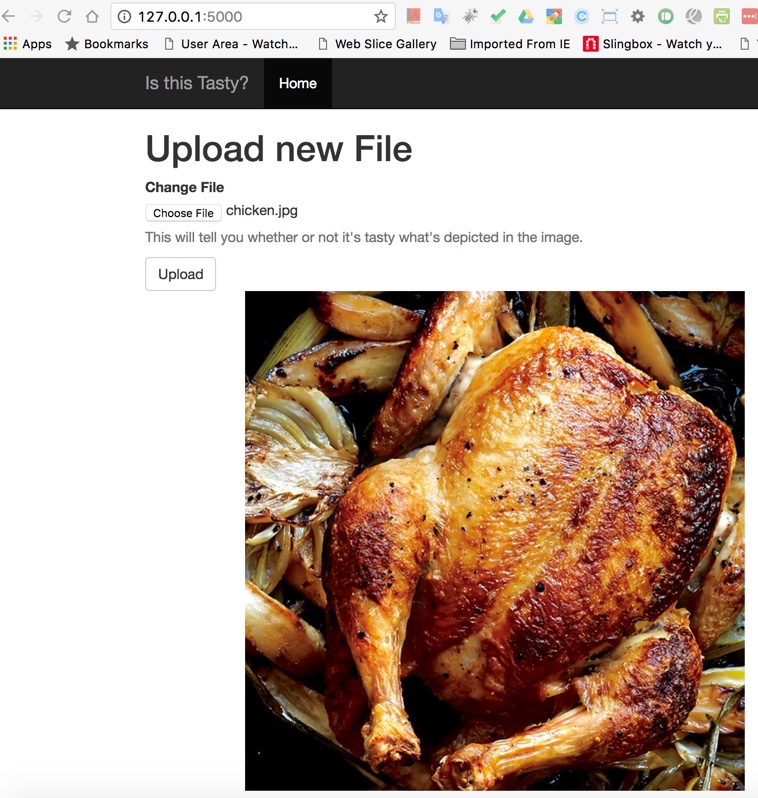 127.0.0.1:5000
Apps Bookmarks User Area - Watch... Web Slice Gallery Imported From IE Slingbox - Watch y...
Is this Tasty? Home
Upload new File
Change File
Choose File chicken.jpg
This will tell you whether or not it's tasty what's depicted in the image.
Upload